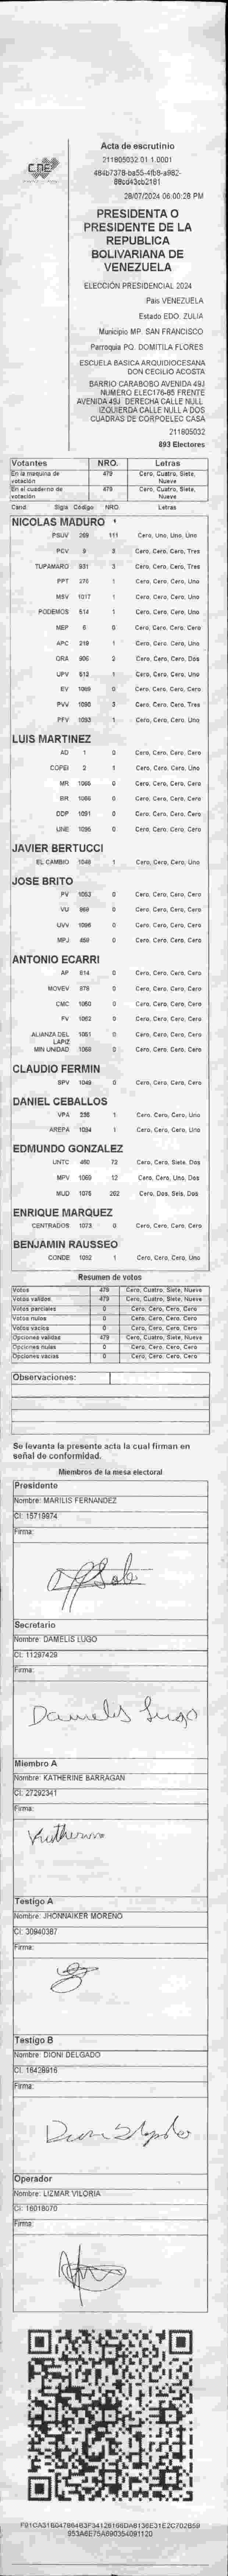 CNE
Acta de escrutinio
211805032.01.1.0001
28/07/2024 06:00:28 PM
PRESIDENTA O
PRESIDENTE DE LA
REPUBLICA
BOLIVARIANA DE
VENEZUELA
ELECCIÓN PRESIDENCIAL 2024
Pais VENEZUELA
Estado EDO. ZULIA
Municipio MP. SAN FRANCISCO
Parroquia PQ. DOMITILA FLORES
ESCUELA BASICA ARQUIDIOCESANA
DON CECILIO ACOSTA
BARRIO CARABOBO AVENIDA 49J
NUMERO ELEC176-85 FRENTE
AVENIDA 49J. DERECHA CALLE NULL
IZQUIERDA CALLE NULL A DOS
CUADRAS DE CORPOELEC CASA
211805032
893 Electores
Votantes NRO. Letras
En la maquina de votación 479 Cero, Cuatro, Siete, Nueve
En el cuaderno de votación 479 Cero, Cuatro, Siete, Nueve
Cand. Sigla Código NRO. Letras
NICOLAS MADURO
PSUV 269 111 Cero, Uno, Uno, Uno
PCV 9 3 Cero, Cero, Cero, Tres
TUPAMARO 931 3 Cero, Cero, Cero, Tres
PPT 276 1 Cero, Cero, Cero, Uno
MSV 1017 1 Cero, Cero, Cero, Uno
PODEMOS 514 1 Cero, Cero, Cero, Uno
MEP 6 0 Cero, Cero, Cero, Cero
APC 219 1 Cero, Cero, Cero, Uno
ORA 906 2 Cero, Cero, Cero, Dos
UPV 513 1 Cero, Cero, Cero, Uno
EV 1089 0 Cero, Cero, Cero, Cero
PVV 1090 3 Cero, Cero, Cero, Tres
PFV 1093 1 Cero, Cero, Cero, Uno
LUIS MARTINEZ
AD 1 0 Cero, Cero, Cero, Cero
COPEI 2 1 Cero, Cero, Cero, Uno
MR 1065 0 Cero, Cero, Cero, Cero
BR 1066 0 Cero, Cero, Cero, Cero
DDP 1091 0 Cero, Cero, Cero, Cero
UNE 1095 0 Cero, Cero, Cero, Cero
JAVIER BERTUCCI
EL CAMBIO 1048 1 Cero, Cero, Cero, Uno
JOSE BRITO
PV 1053 0 Cero, Cero, Cero, Cero
VU 969 0 Cero, Cero, Cero, Cero
UVV 1096 0 Cero, Cero, Cero, Cero
MPJ 459 0 Cero, Cero, Cero, Cero
ANTONIO ECARRI
AP 614 0 Cero, Cero, Cero, Cero
MOVEV 878 0 Cero, Cero, Cero, Cero
CMC 1050 0 Cero, Cero, Cero, Cero
FV 1062 0 Cero, Cero, Cero, Cero
ALIANZA DEL LAPIZ 1081 0 Cero, Cero, Cero, Cero
MIN UNIDAD 1068 0 Cero, Cero, Cero, Cero
CLAUDIO FERMIN
SPV 1049 0 Cero, Cero, Cero, Cero
DANIEL CEBALLOS
VPA 238 1 Cero, Cero, Cero, Uno
AREPA 1094 1 Cero, Cero, Cero, Uno
EDMUNDO GONZALEZ
UNTC 460 72 Cero, Cero, Siete, Dos
MPV 1069 12 Cero, Cero, Uno, Dos
MUD 1076 262 Cero, Dos, Seis, Dos
ENRIQUE MARQUEZ
CENTRADOS 1073 0 Cero, Cero, Cero, Cero
BENJAMIN RAUSSEO
CONDE 1092 1 Cero, Cero, Cero, Uno
Resumen de votos
Votos 479 Cero, Cuatro, Siete, Nueve
Votos validos 479 Cero, Cuatro, Siete, Nueve
Votos parciales 0 Cero, Cero, Cero, Cero
Votos nulos 0 Cero, Cero, Cero, Cero
Votos vacios 0 Cero, Cero, Cero, Cero
Opciones validas 479 Cero, Cuatro, Siete, Nueve
Opciones nulas 0 Cero, Cero, Cero, Cero
Opciones vacias 0 Cero, Cero, Cero, Cero
Observaciones:
Se levanta la presente acta la cual firman en
señal de conformidad.
Miembros de la mesa electoral
Presidente
Nombre: MARILIS FERNANDEZ
CI: 15719974
Firma:
Secretario
Nombre: DAMELIS LUGO
CI: 11297429
Firma:
Damelis Lugo
Miembro A
Nombre: KATHERINE BARRAGAN
CI: 27292341
Firma:
Testigo A
Nombre: JHONNAIKER MORENO
CI: 30940387
Firma:
Testigo B
Nombre: DIONI DELGADO
CI: 16428916
Firma:
Operador
Nombre: LIZMAR VILORIA
CI: 16018070
Firma: